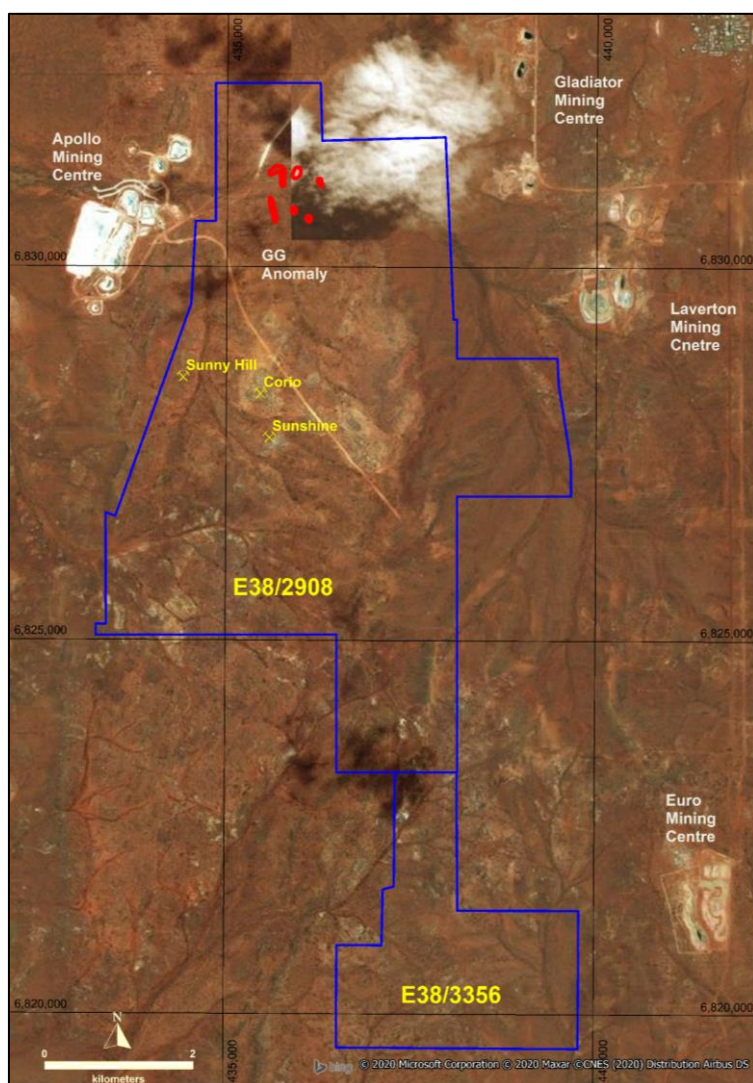 435,000
440,000
Gladiator
Mining
Centre
Apollo
Mining
Centre
6,830,000
GG
Anomaly
6,830,000
Laverton
Mining
Cnetre
Sunny Hill
Corio
Sunshine
E38/2908
6,825,000
6,825,000
Euro
Mining
Centre
E38/3356
6,820,000
6,820,000
N
0
2
kilometers
435,000
440,000
bing
© 2020 Microsoft Corporation © 2020 Maxar ©CNES (2020) Distribution Airbus DS